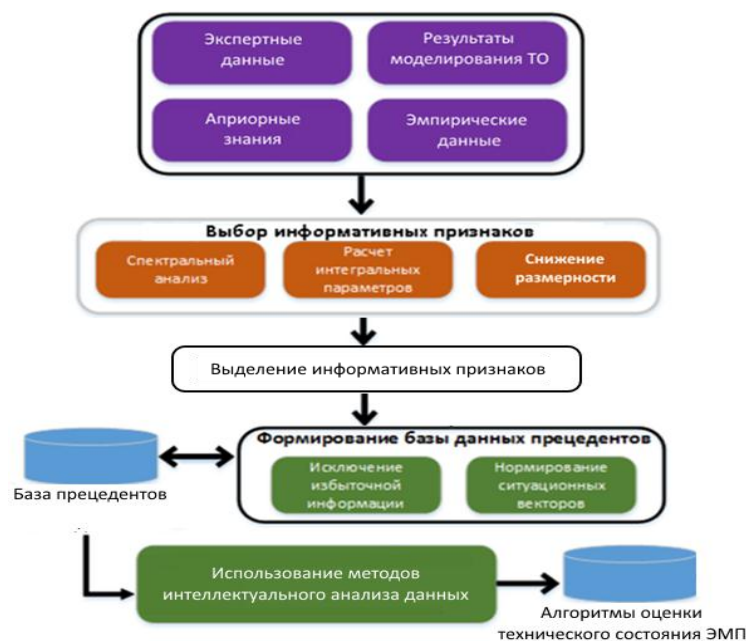 Экспертные
данные
Результаты
моделирования ТО
Априорные
знания
Эмпирические
данные
Выбор информативных признаков
Спектральный
анализ
Расчет
интегральных
параметров
Снижение
размерности
Выделение информативных признаков
Формирование базы данных прецедентов
Исключение
избыточной
информации
Нормирование
ситуационных
векторов
База прецедентов
Использование методов
интеллектуального анализа данных
Алгоритмы оценки
технического состояния ЭМП